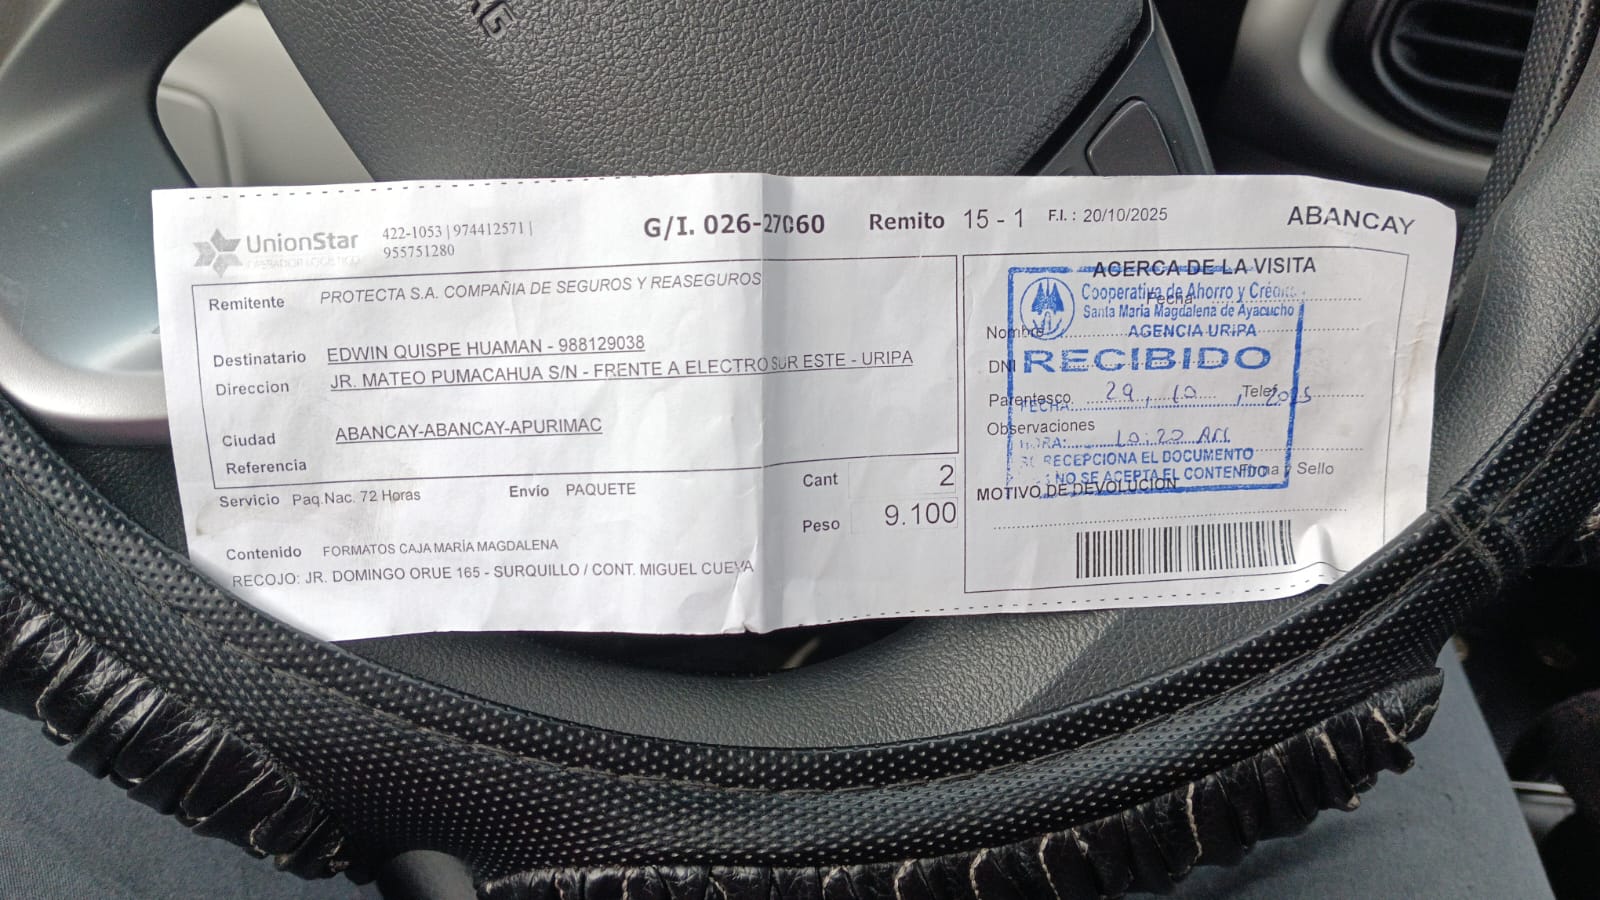 UnionStar
OPERADOR LOGÍSTICO
422-1053 | 974412571 |
955751280
G/I. 026-27060
Remito 15 - 1 F.I. : 20/10/2025
ABANCAY
Remitente PROTECTA S.A. COMPAÑIA DE SEGUROS Y REASEGUROS
Destinatario EDWIN QUISPE HUAMAN - 988129038
Direccion JR. MATEO PUMACAHUA S/N - FRENTE A ELECTRO SUR ESTE - URIPA
Ciudad ABANCAY-ABANCAY-APURIMAC
Referencia
Servicio Paq.Nac. 72 Horas Envío PAQUETE
Cant 2
Peso 9.100
Contenido FORMATOS CAJA MARÍA MAGDALENA
RECOJO: JR. DOMINGO ORUE 165 - SURQUILLO / CONT. MIGUEL CUEVA
ACERCA DE LA VISITA
Fecha
Nombre
DNI
Parentesco Telef.
Observaciones
Firma y Sello
MOTIVO DE DEVOLUCIÓN
Cooperativa de Ahorro y Crédito
Santa María Magdalena de Ayacucho
AGENCIA URIPA
RECIBIDO
FECHA: 29, 10, 2025
HORA: 10:20 AM
SE RECEPCIONA EL DOCUMENTO
NO SE ACEPTA EL CONTENIDO